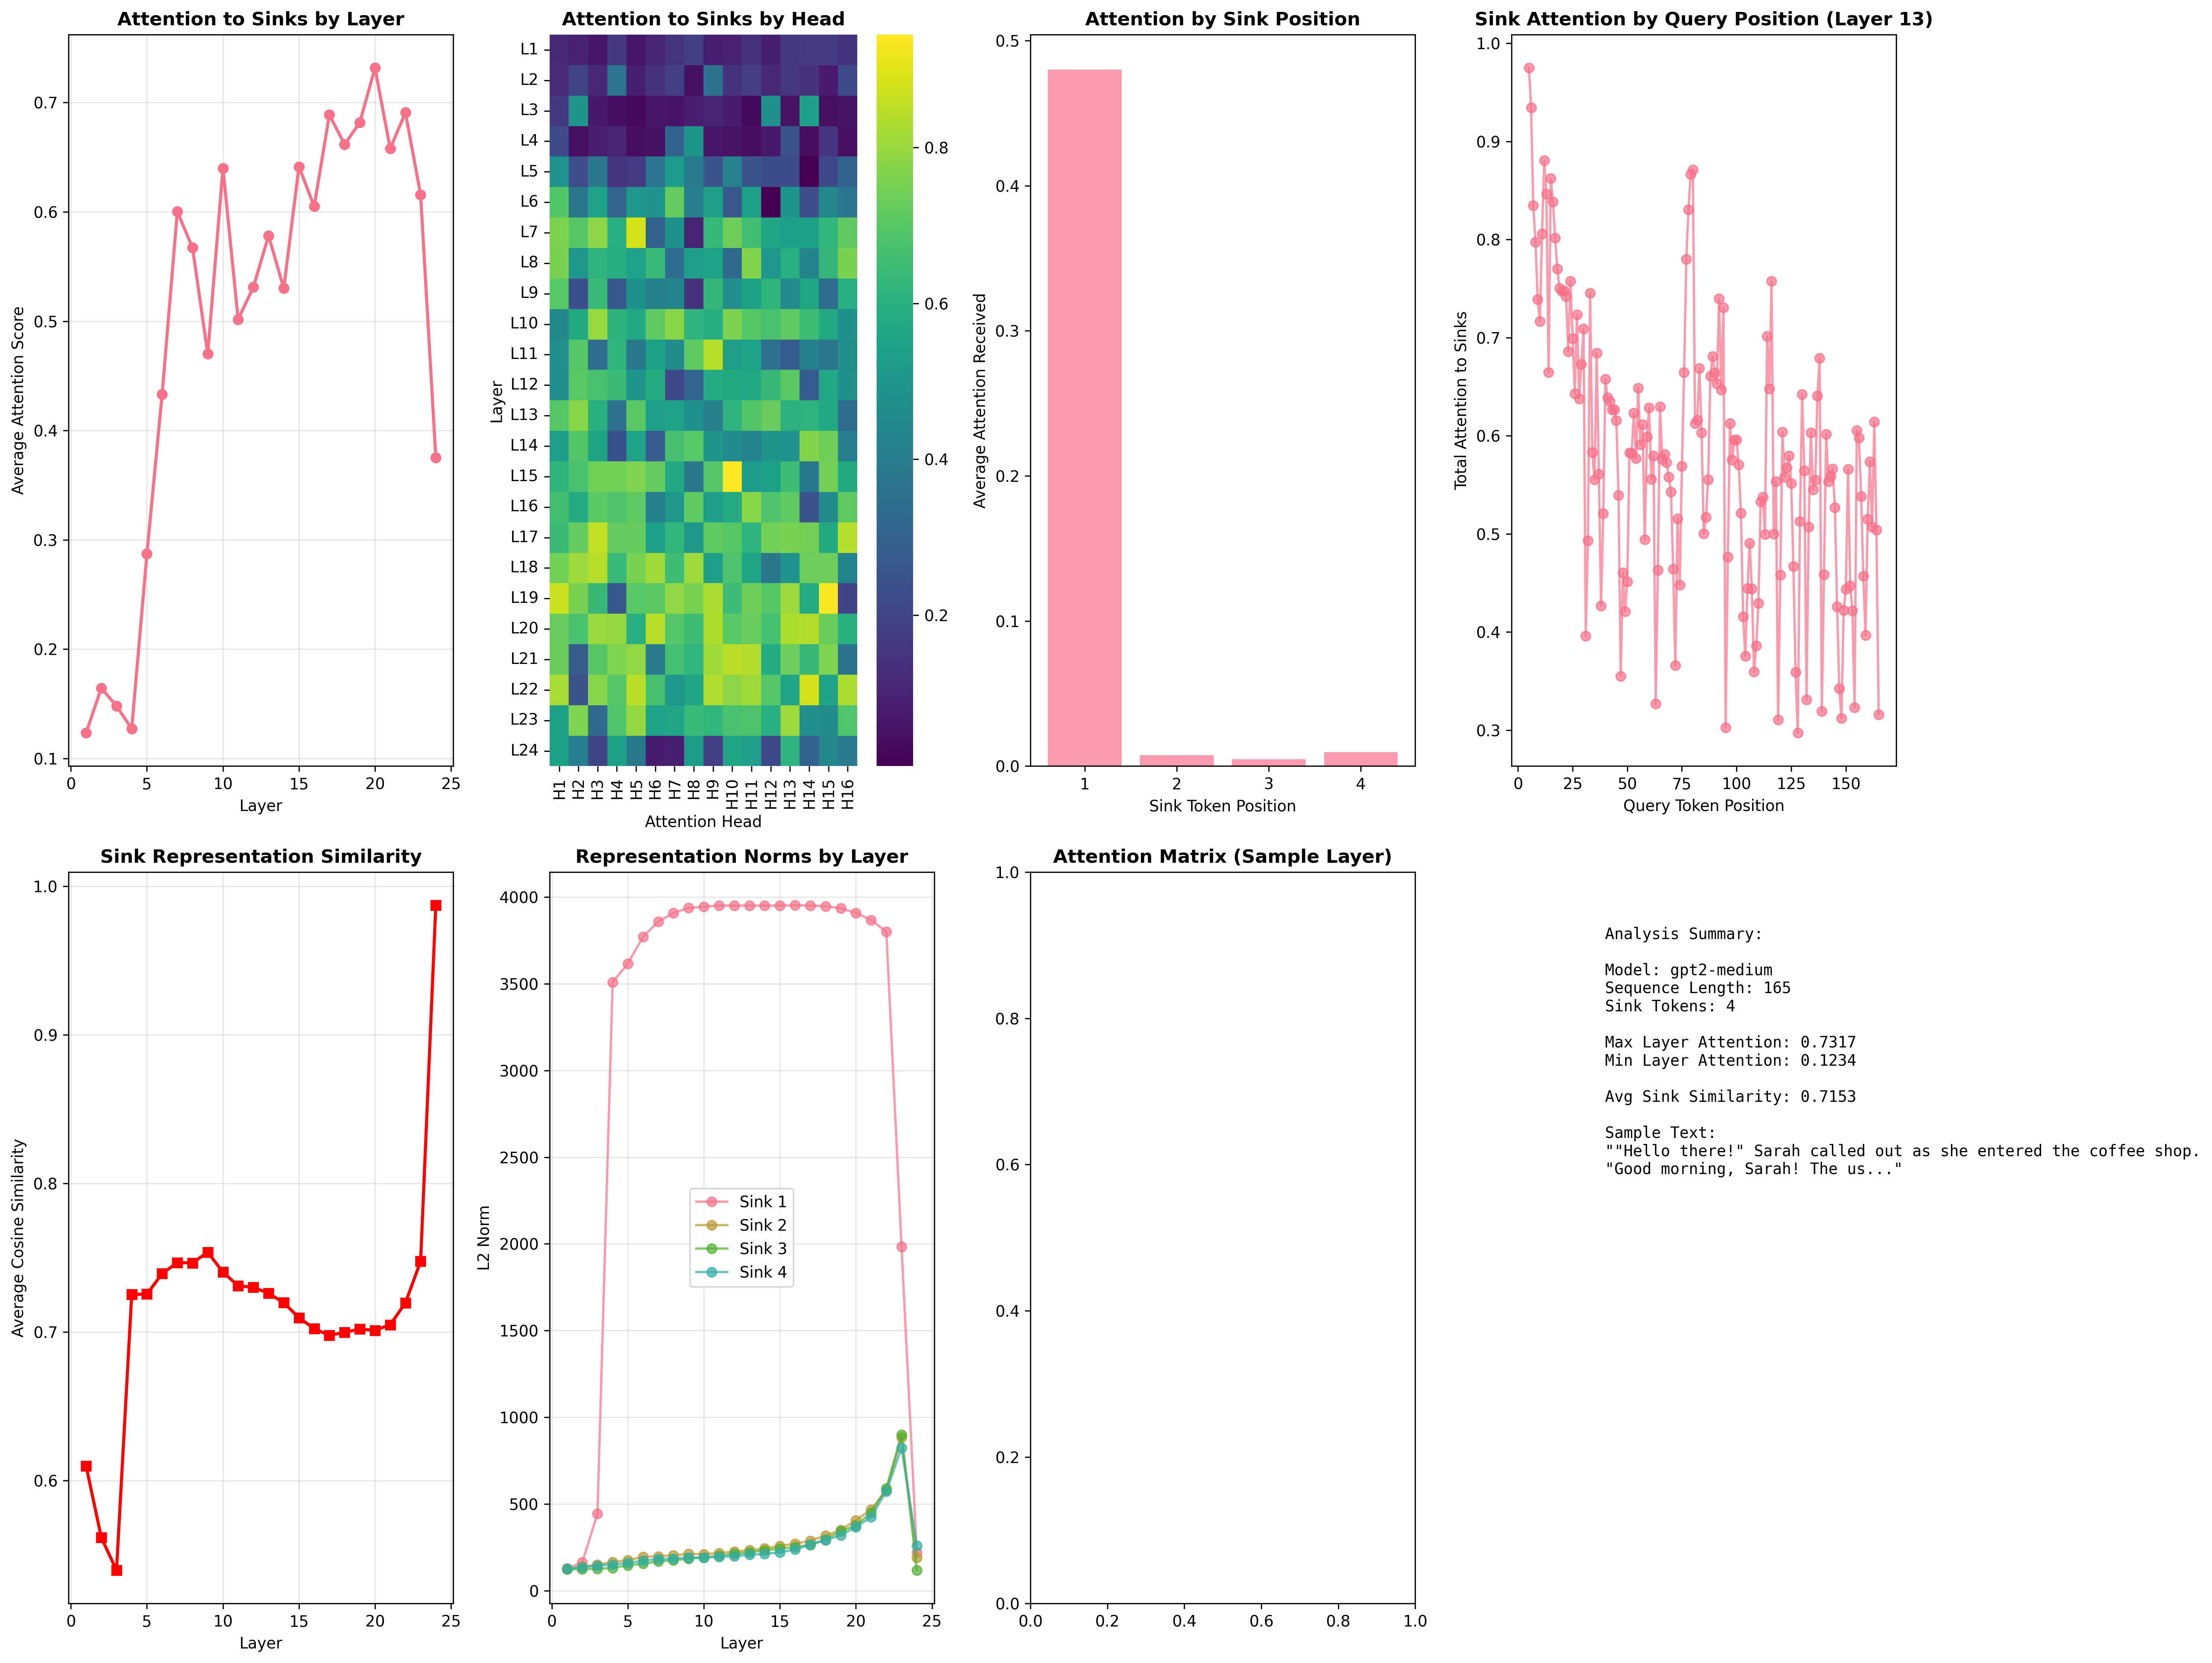 Attention to Sinks by Layer
Average Attention Score
0.7
0.6
0.5
0.4
0.3
0.2
0.1
0 5 10 15 20 25
Layer
Attention to Sinks by Head
Layer
L1
L2
L3
L4
L5
L6
L7
L8
L9
L10
L11
L12
L13
L14
L15
L16
L17
L18
L19
L20
L21
L22
L23
L24
H1 H2 H3 H4 H5 H6 H7 H8 H9 H10 H11 H12 H13 H14 H15 H16
Attention Head
0.8
0.6
0.4
0.2
Attention by Sink Position
Average Attention Received
0.5
0.4
0.3
0.2
0.1
0.0
1 2 3 4
Sink Token Position
Sink Attention by Query Position (Layer 13)
Total Attention to Sinks
1.0
0.9
0.8
0.7
0.6
0.5
0.4
0.3
0 25 50 75 100 125 150
Query Token Position
Sink Representation Similarity
Average Cosine Similarity
1.0
0.9
0.8
0.7
0.6
0 5 10 15 20 25
Layer
Representation Norms by Layer
L2 Norm
4000
3500
3000
2500
2000
1500
1000
500
0
Sink 1
Sink 2
Sink 3
Sink 4
0 5 10 15 20 25
Layer
Attention Matrix (Sample Layer)
1.0
0.8
0.6
0.4
0.2
0.0
0.0 0.2 0.4 0.6 0.8 1.0
Analysis Summary:
Model: gpt2-medium
Sequence Length: 165
Sink Tokens: 4
Max Layer Attention: 0.7317
Min Layer Attention: 0.1234
Avg Sink Similarity: 0.7153
Sample Text:
""Hello there!" Sarah called out as she entered the coffee shop.
"Good morning, Sarah! The us..."